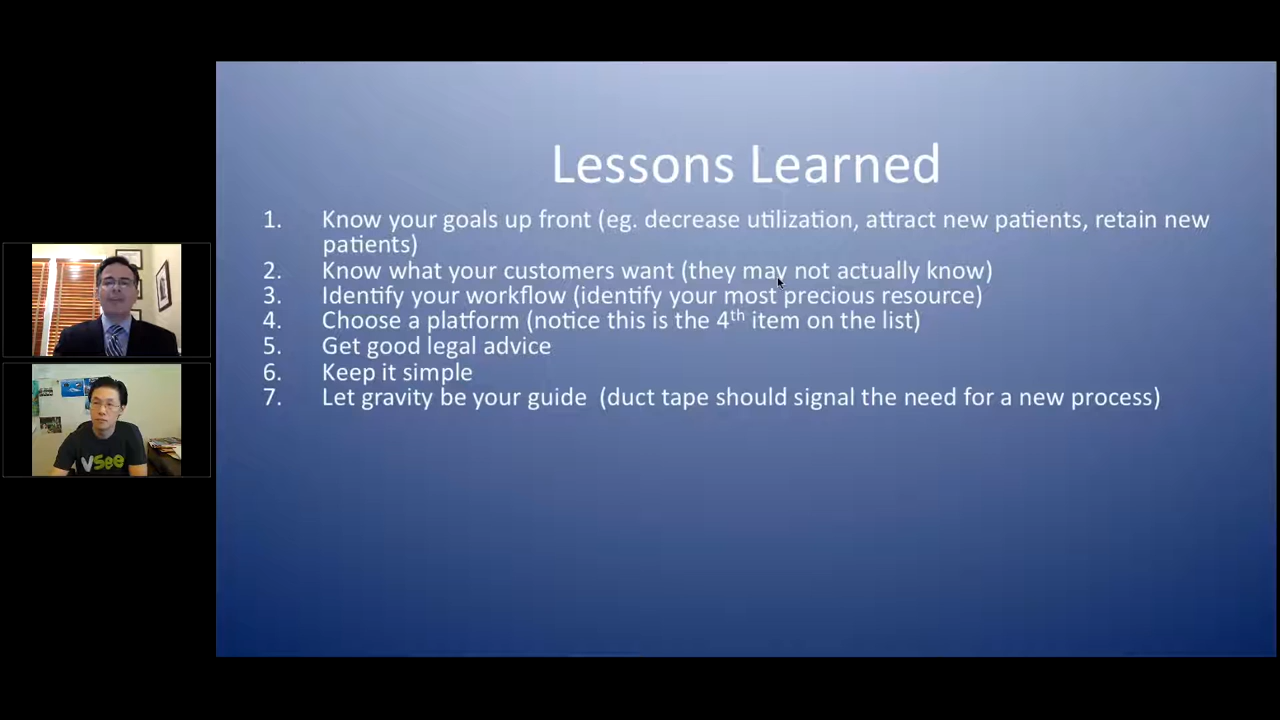 Lessons Learned
1. Know your goals up front (eg. decrease utilization, attract new patients, retain new
patients)
2. Know what your customers want (they may not actually know)
3. Identify your workflow (identify your most precious resource)
4. Choose a platform (notice this is the 4th item on the list)
5. Get good legal advice
6. Keep it simple
7. Let gravity be your guide (duct tape should signal the need for a new process)
vsee